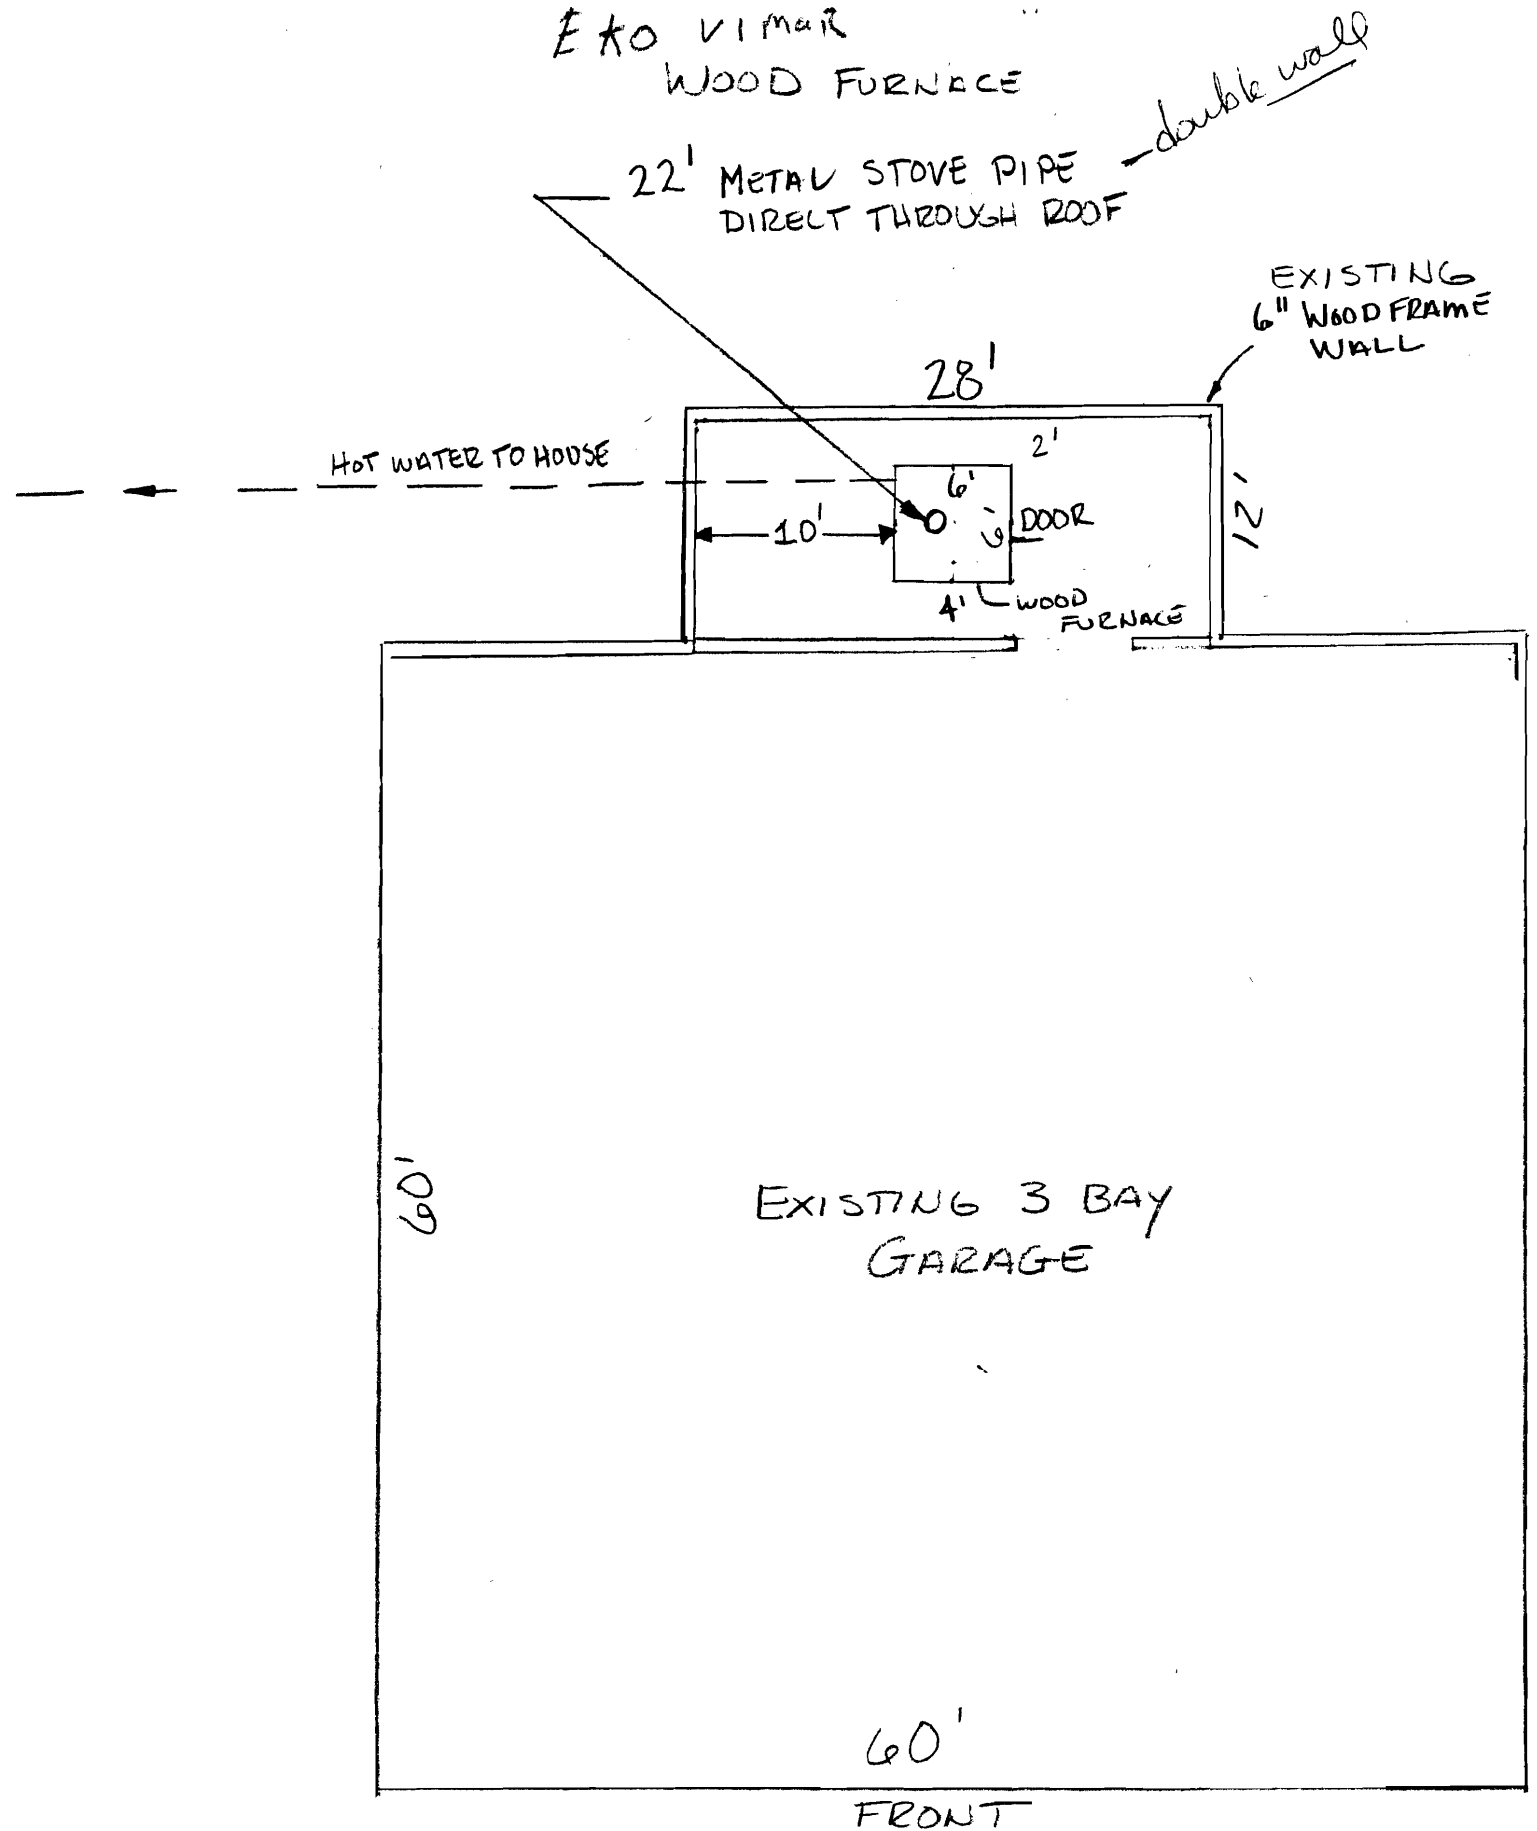 EKO VIMAR
WOOD FURNACE
double wall
22' METAL STOVE PIPE
DIRECT THROUGH ROOF
EXISTING
6" WOOD FRAME
WALL
28'
HOT WATER TO HOUSE
2'
6'
10'
6'
DOOR
12'
4'
WOOD
FURNACE
60'
EXISTING 3 BAY
GARAGE
60'
FRONT